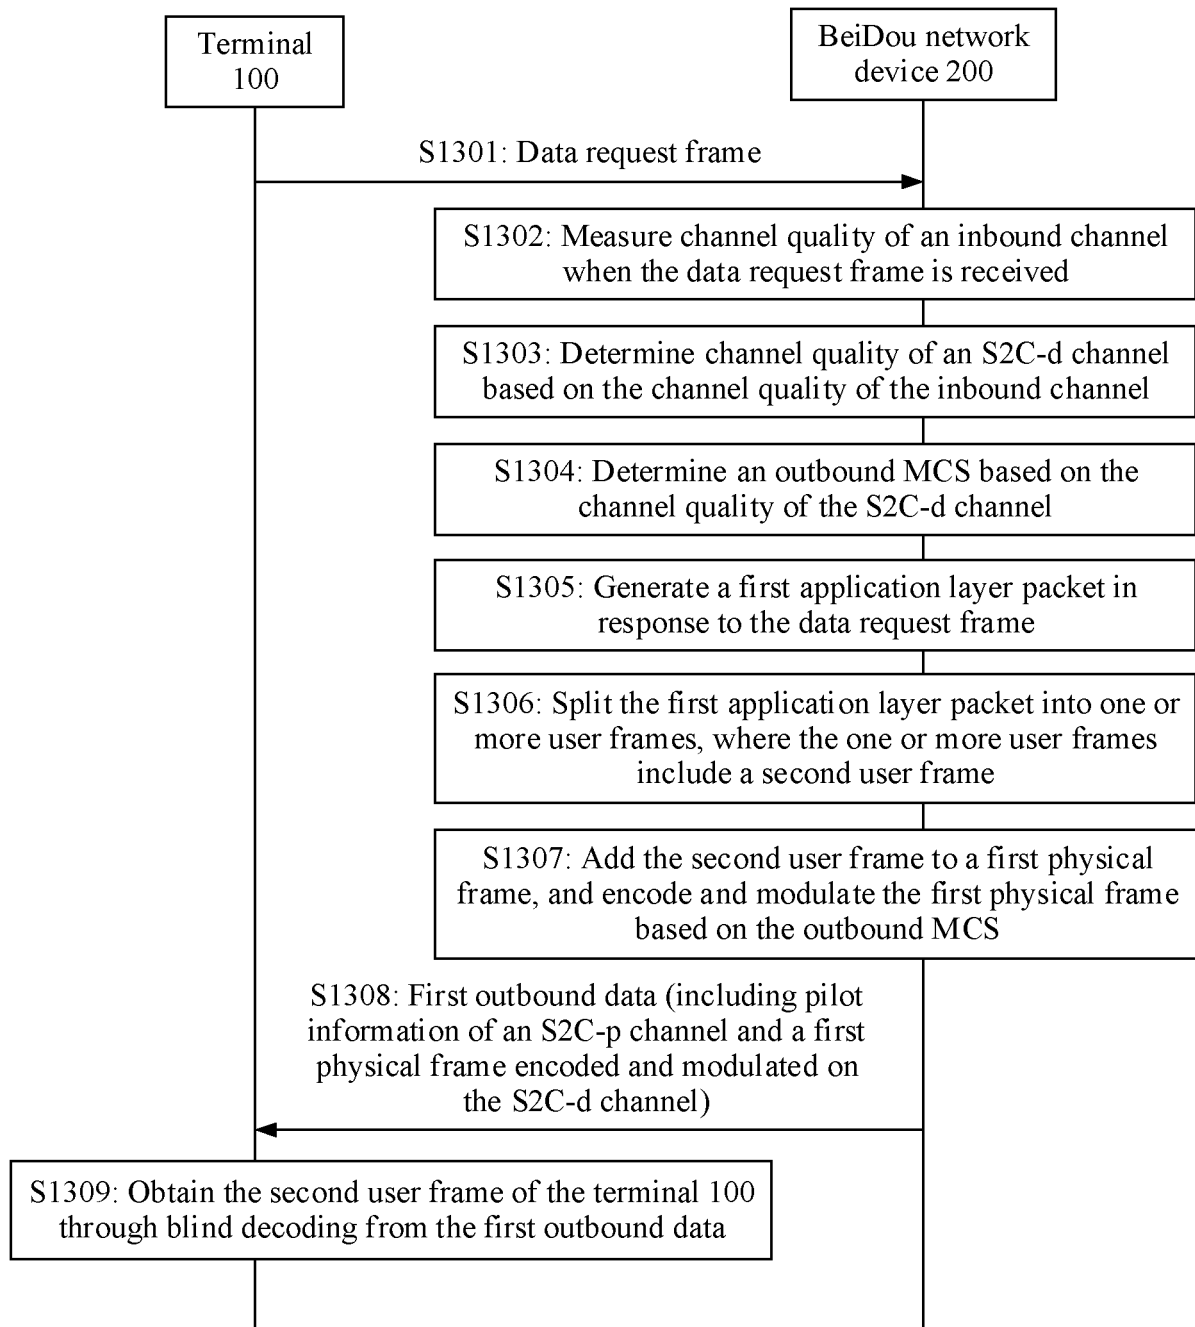 Terminal
100
BeiDou network
device 200
S1301: Data request frame
S1302: Measure channel quality of an inbound channel
when the data request frame is received
S1303: Determine channel quality of an S2C-d channel
based on the channel quality of the inbound channel
S1304: Determine an outbound MCS based on the
channel quality of the S2C-d channel
S1305: Generate a first application layer packet in
response to the data request frame
S1306: Split the first application layer packet into one or
more user frames, where the one or more user frames
include a second user frame
S1307: Add the second user frame to a first physical
frame, and encode and modulate the first physical frame
based on the outbound MCS
S1308: First outbound data (including pilot
information of an S2C-p channel and a first
physical frame encoded and modulated on
the S2C-d channel)
S1309: Obtain the second user frame of the terminal 100
through blind decoding from the first outbound data